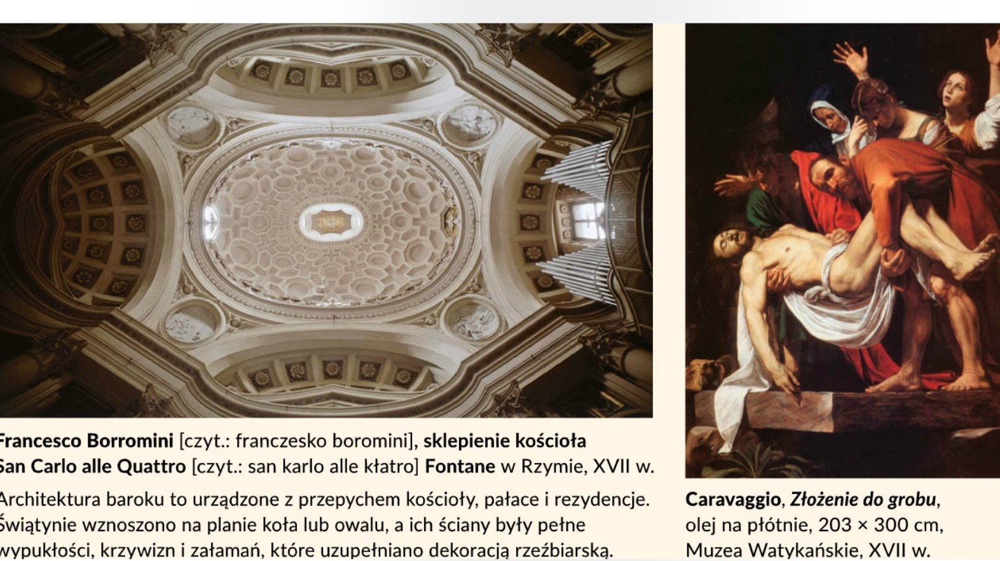 Francesco Borromini [czyt.: franczesko boromini], sklepienie kościoła
San Carlo alle Quattro [czyt.: san karlo alle kłatro] Fontane w Rzymie, XVII w.
Architektura baroku to urządzone z przepychem kościoły, pałace i rezydencje.
Świątynie wznoszono na planie koła lub owalu, a ich ściany były pełne
wypukłości, krzywizn i załamań, które uzupełniano dekoracją rzeźbiarską.
Caravaggio, Złożenie do grobu,
olej na płótnie, 203 × 300 cm,
Muzea Watykańskie, XVII w.